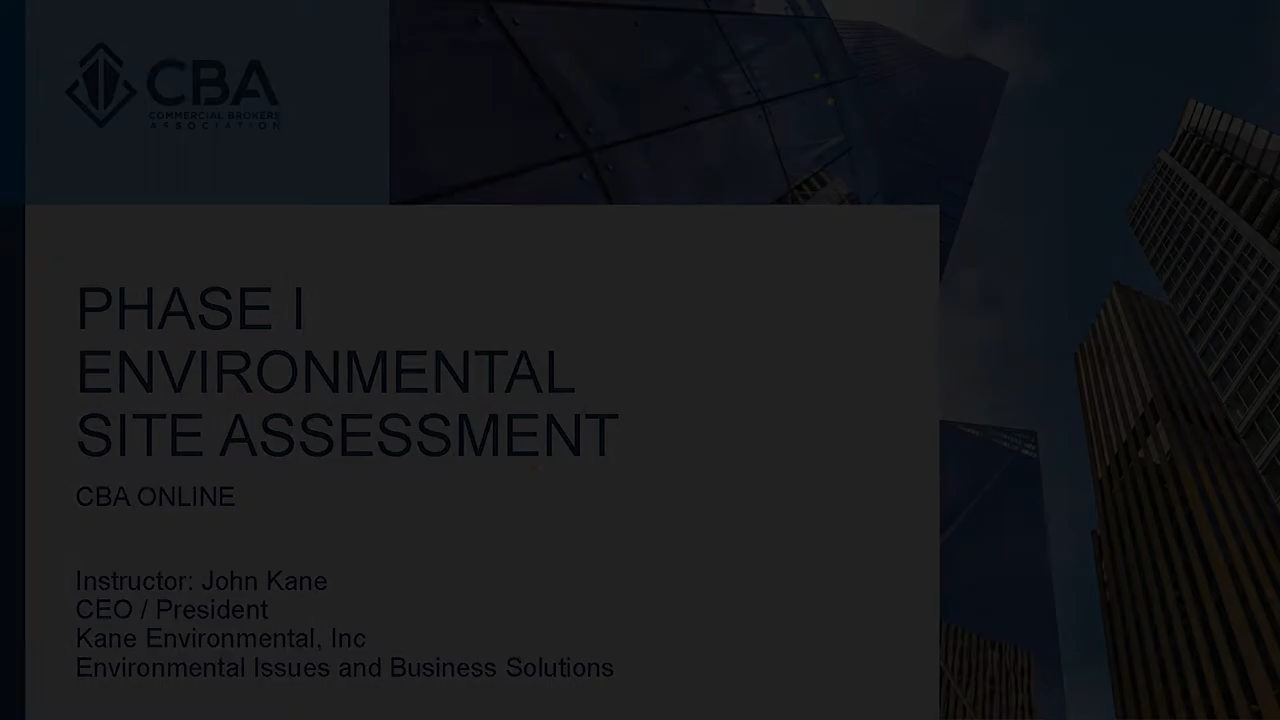 CBA
COMMERCIAL BROKERS
ASSOCIATION
PHASE I
ENVIRONMENTAL
SITE ASSESSMENT
CBA ONLINE
Instructor: John Kane
CEO / President
Kane Environmental, Inc
Environmental Issues and Business Solutions